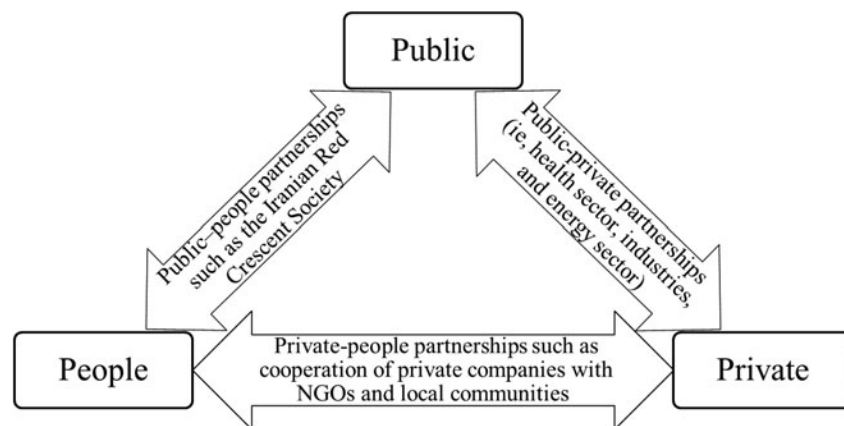 Public
Public–people partnerships
such as the Iranian Red
Crescent Society
Public-private partnerships
(ie, health sector, industries,
and energy sector)
People
Private-people partnerships such as
cooperation of private companies with
NGOs and local communities
Private